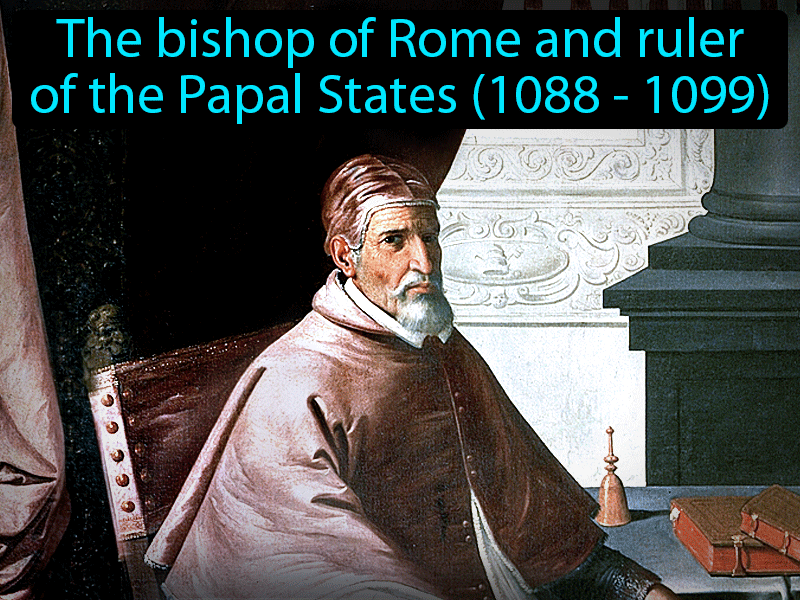 The bishop of Rome and ruler
of the Papal States (1088 - 1099)